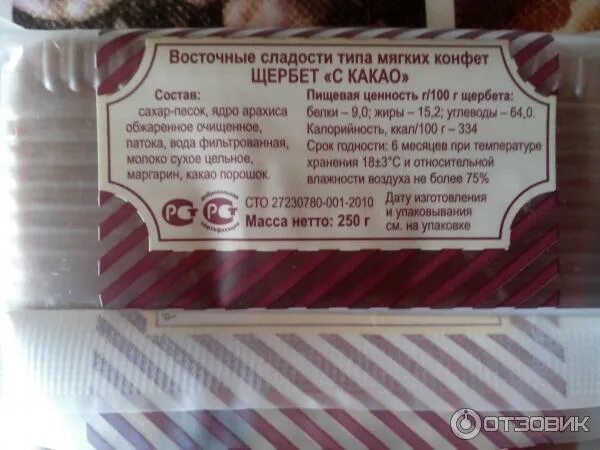 Восточные сладости типа мягких конфет
ЩЕРБЕТ «С КАКАО»
Состав:
сахар-песок, ядро арахиса
обжаренное очищенное,
патока, вода фильтрованная,
молоко сухое цельное,
маргарин, какао порошок.
Пищевая ценность г/100 г щербета:
белки – 9,0; жиры – 15,2; углеводы – 64,0.
Калорийность, ккал/100 г – 334
Срок годности: 6 месяцев при температуре
хранения 18±3°С и относительной
влажности воздуха не более 75%
добровольная
сертификация
СТО 27230780-001-2010
Масса нетто: 250 г
Дату изготовления
и упаковывания
см. на упаковке
ОТЗОВИК